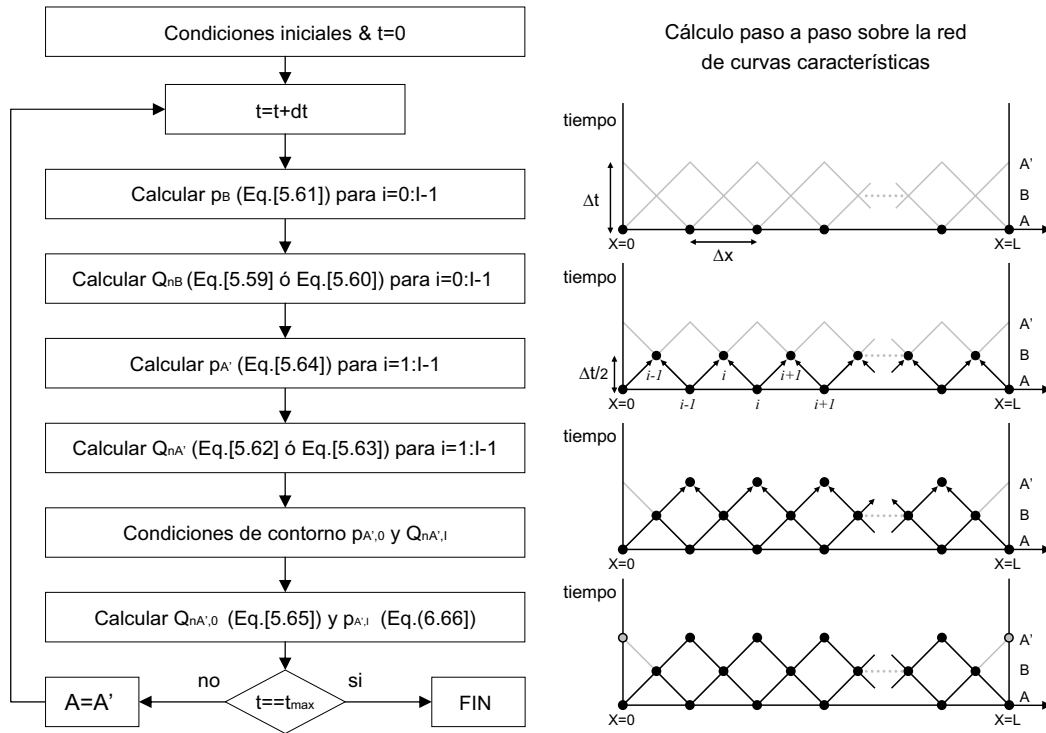 Condiciones iniciales & t=0
t=t+dt
Calcular pB (Eq.[5.61]) para i=0:I-1
Calcular QnB (Eq.[5.59] ó Eq.[5.60]) para i=0:I-1
Calcular pA' (Eq.[5.64]) para i=1:I-1
Calcular QnA' (Eq.[5.62] ó Eq.[5.63]) para i=1:I-1
Condiciones de contorno pA',0 y QnA',I
Calcular QnA',0 (Eq.[5.65]) y pA',I (Eq.(6.66])
no
si
A=A'
t==tmax
FIN
Cálculo paso a paso sobre la red
de curvas características
tiempo
A'
B
A
Δt
Δx
X=0
X=L
tiempo
A'
B
A
Δt/2
i-1
i
i+1
i-1
i
i+1
X=0
X=L
tiempo
A'
B
A
X=0
X=L
tiempo
A'
B
A
X=0
X=L